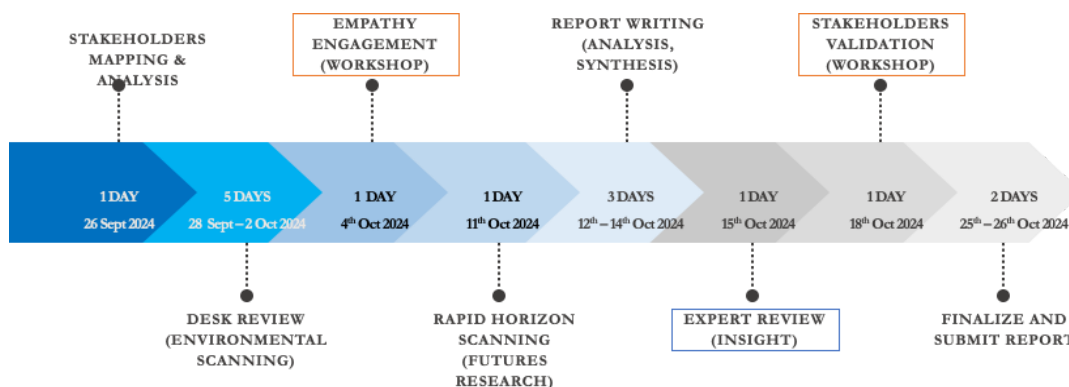 STAKEHOLDERS
MAPPING &
ANALYSIS
EMPATHY
ENGAGEMENT
(WORKSHOP)
REPORT WRITING
(ANALYSIS,
SYNTHESIS)
STAKEHOLDERS
VALIDATION
(WORKSHOP)
1 DAY
26 Sept 2024
5 DAYS
28 Sept – 2 Oct 2024
1 DAY
4th Oct 2024
1 DAY
11th Oct 2024
3 DAYS
12th – 14th Oct 2024
1 DAY
15th Oct 2024
1 DAY
18th Oct 2024
2 DAYS
25th – 26th Oct 2024
DESK REVIEW
(ENVIRONMENTAL
SCANNING)
RAPID HORIZON
SCANNING
(FUTURES
RESEARCH)
EXPERT REVIEW
(INSIGHT)
FINALIZE AND
SUBMIT REPORT